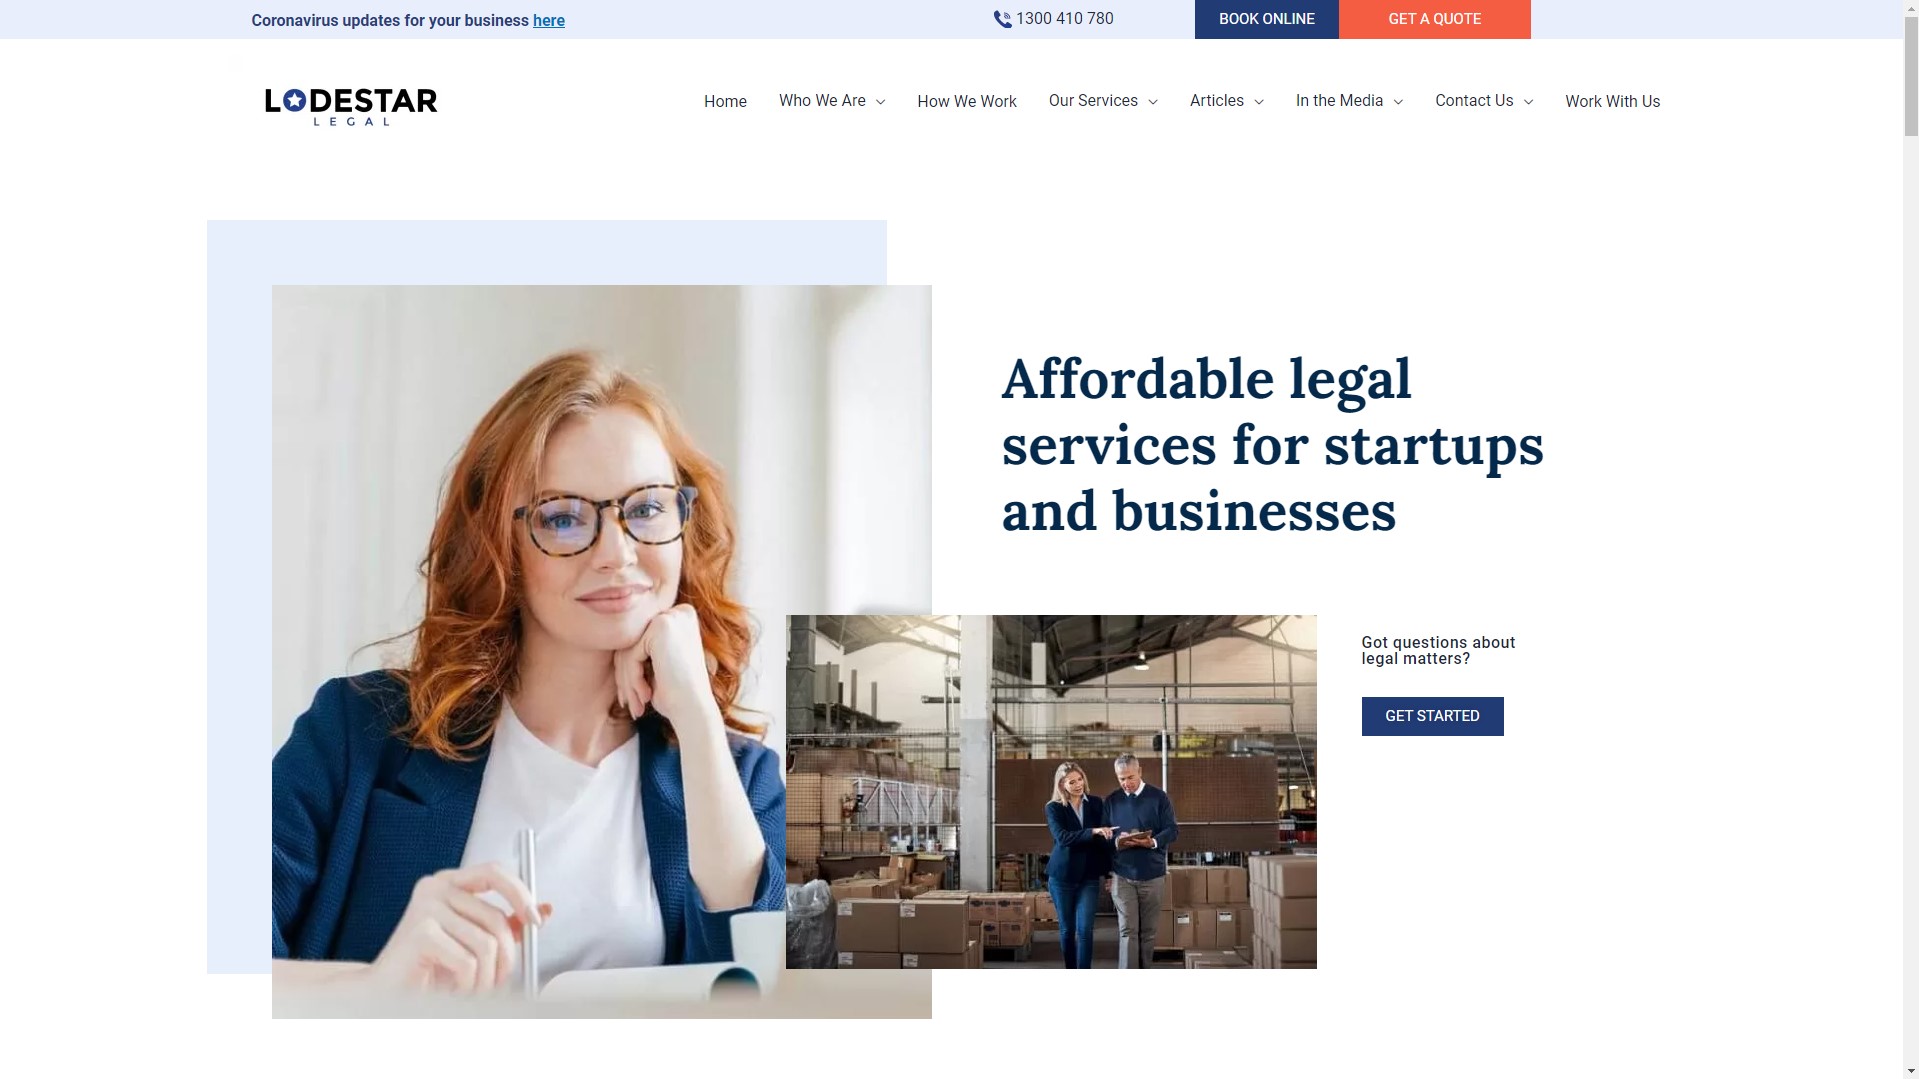 Coronavirus updates for your business here
1300 410 780
BOOK ONLINE
GET A QUOTE
LODESTAR
LEGAL
Home
Who We Are
How We Work
Our Services
Articles
In the Media
Contact Us
Work With Us
Affordable legal
services for startups
and businesses
Got questions about
legal matters?
GET STARTED